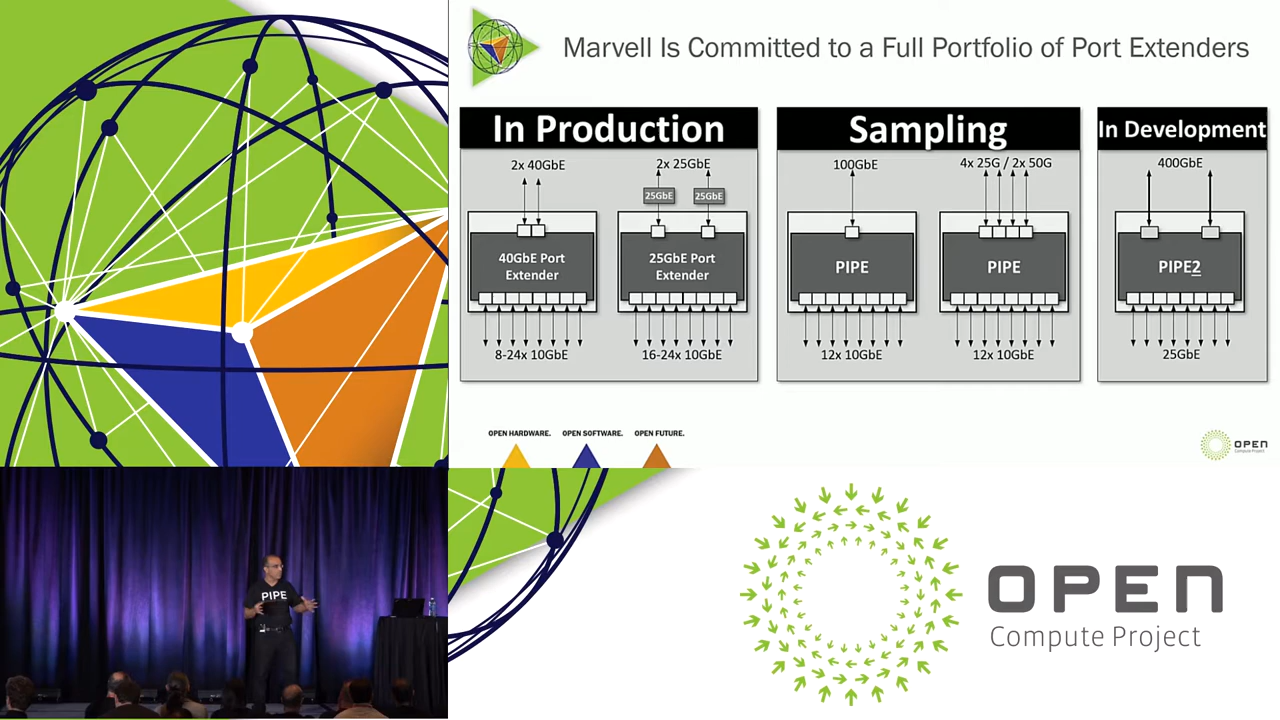 Marvell Is Committed to a Full Portfolio of Port Extenders
In Production
2x 40GbE
2x 25GbE
25GbE
25GbE
40GbE Port
Extender
25GbE Port
Extender
8-24x 10GbE
16-24x 10GbE
Sampling
100GbE
4x 25G / 2x 50G
PIPE
PIPE
12x 10GbE
12x 10GbE
In Development
400GbE
PIPE2
25GbE
OPEN HARDWARE.
OPEN SOFTWARE.
OPEN FUTURE.
OPEN
Compute Project
PIPE
OPEN
Compute Project